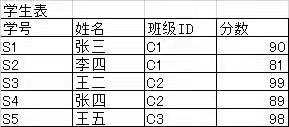 学生表
学号 姓名 班级ID 分数
S1 张三 C1 90
S2 李四 C1 81
S3 王二 C2 99
S4 张四 C2 89
S5 王五 C3 98